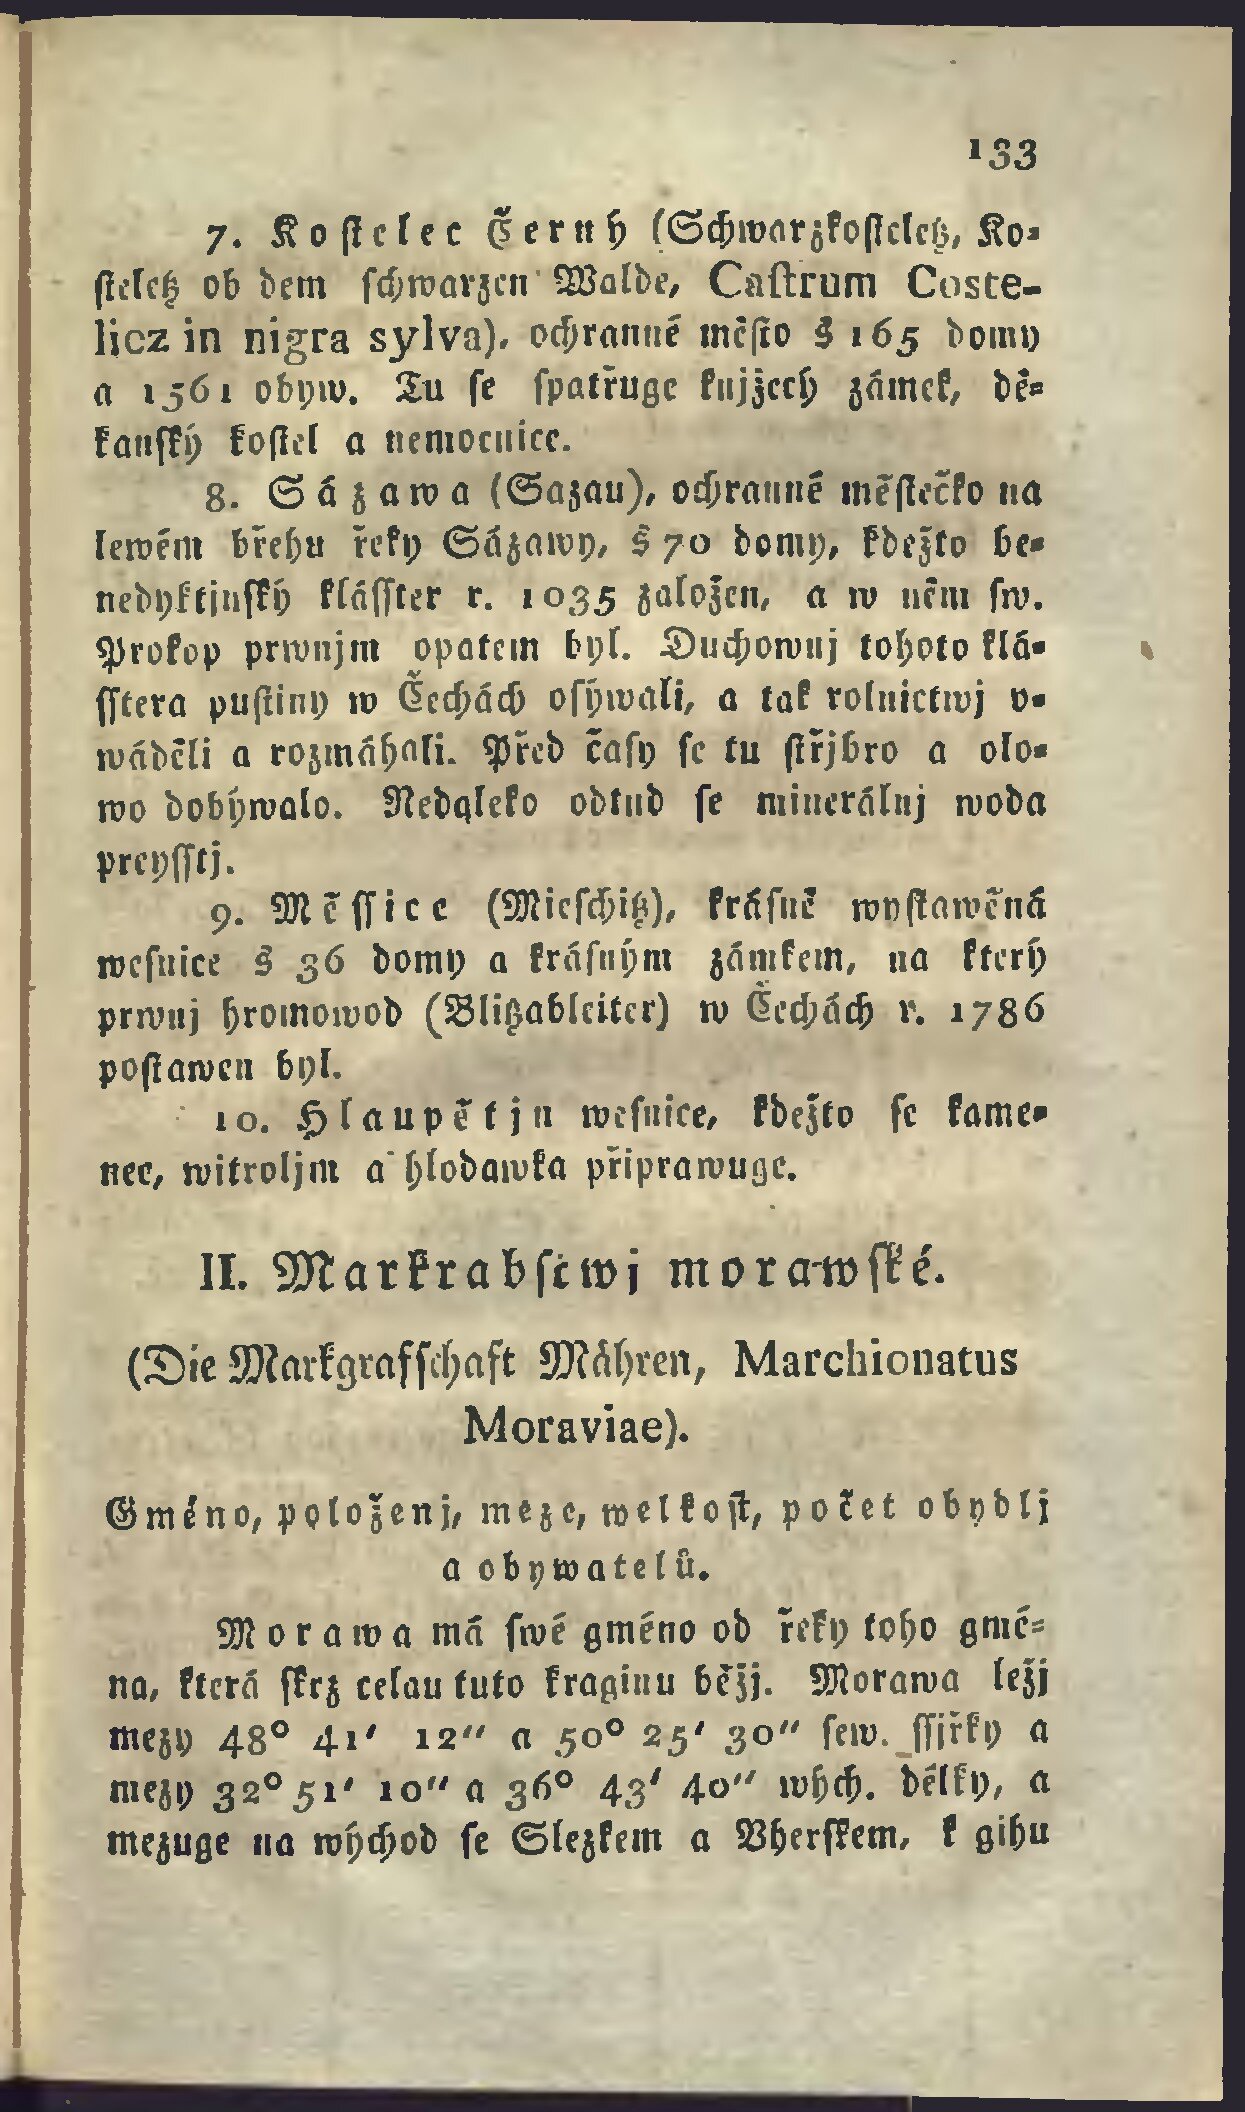 133
7. Kostelec Černý (Schwarzkosteletz, Ko-
steletz ob dem schwarzen Walde, Castrum Coste-
licz in nigra sylva), ochranné město § 165 domy
a 1561 obyw. Tu se spatřuge knjžecý zámek, dě-
kanský kostel a nemocnice.
8. Sázawa (Sazau), ochranné městečko na
lewém břehu řeky Sázawy, § 70 domy, kdežto be-
nedyktjnský klásster r. 1035 založen, a w něm sw.
Prokop prwnjm opatem byl. Duchownj tohoto klá-
sstera pustiny w Čechách osýwali, a tak rolnictwj v-
wáděli a rozmáhali. Před časy se tu střjbro a olo-
wo dobýwalo. Nedaleko odtud se minerálnj woda
preysstj.
9. Měssice (Mieschitz), krásně wystawěná
wesnice § 36 domy a krásným zámkem, na který
prwnj hromowod (Blitzableiter) w Čechách r. 1786
postawen byl.
10. Hlaupětjn wesnice, kdežto se kame-
nec, witroljm a hlodawka připrawuge.
II. Markrabstwj morawské.
(Die Markgrafschaft Mähren, Marchionatus
Moraviae).
Gméno, položenj, meze, welkost, počet obydlj
a obywatelů.
Morawa má swé gméno od řeky toho gmé-
na, která skrz celau tuto kraginu běžj. Morawa ležj
mezy 48° 41′ 12″ a 50° 25′ 30″ sew. ssjřky a
mezy 32° 51′ 10″ a 36° 43′ 40″ wých. délky, a
mezuge na wýchod se Slezkem a Vherskem, k gihu